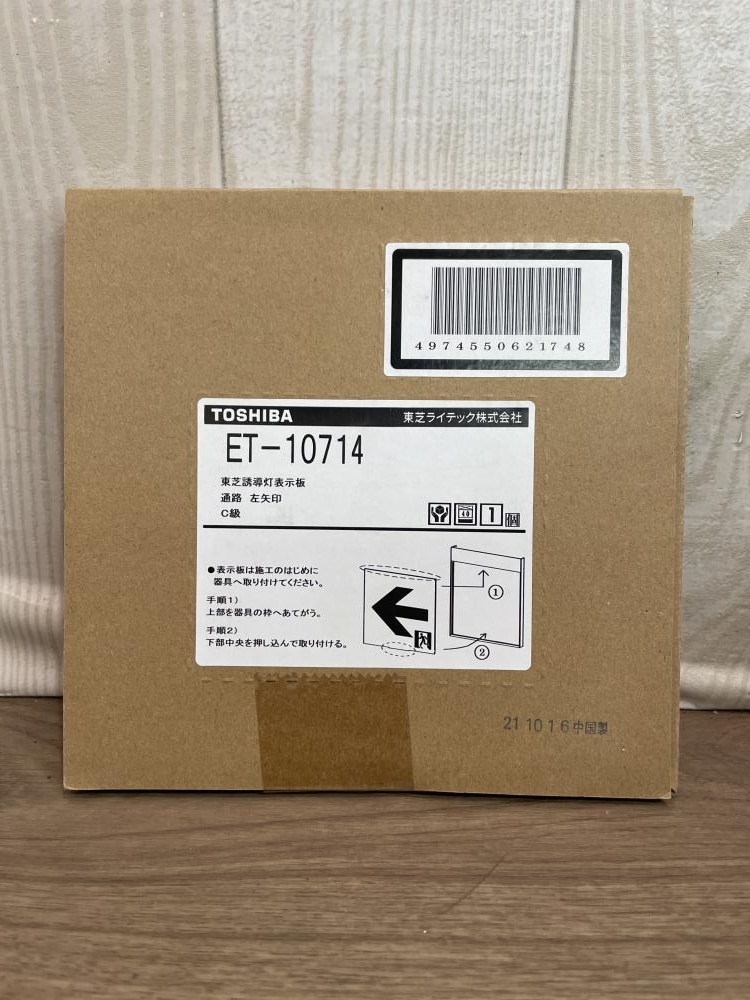 4974550621748
TOSHIBA 東芝ライテック株式会社
ET-10714
東芝誘導灯表示板
通路 左矢印
C級
1個
●表示板は施工のはじめに
器具へ取り付けてください。
手順1)
上部を器具の枠へあてがう。
手順2)
下部中央を押し込んで取り付ける。
①
②
21 10 1 6 中国製